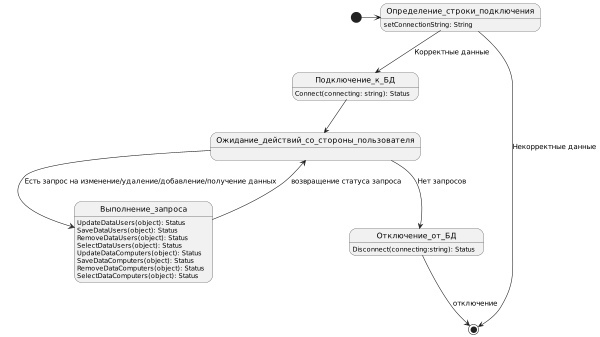 Определение_строки_подключения
setConnectionString: String
Корректные данные
Подключение_к_БД
Connect(connecting: string): Status
Ожидание_действий_со_стороны_пользователя
Некорректные данные
Есть запрос на изменение/удаление/добавление/получение данных
возвращение статуса запроса
Нет запросов
Выполнение_запроса
UpdateDataUsers(object): Status
SaveDataUsers(object): Status
RemoveDataUsers(object): Status
SelectDataUsers(object): Status
UpdateDataComputers(object): Status
SaveDataComputers(object): Status
RemoveDataComputers(object): Status
SelectDataComputers(object): Status
Отключение_от_БД
Disconnect(connecting:string): Status
отключение